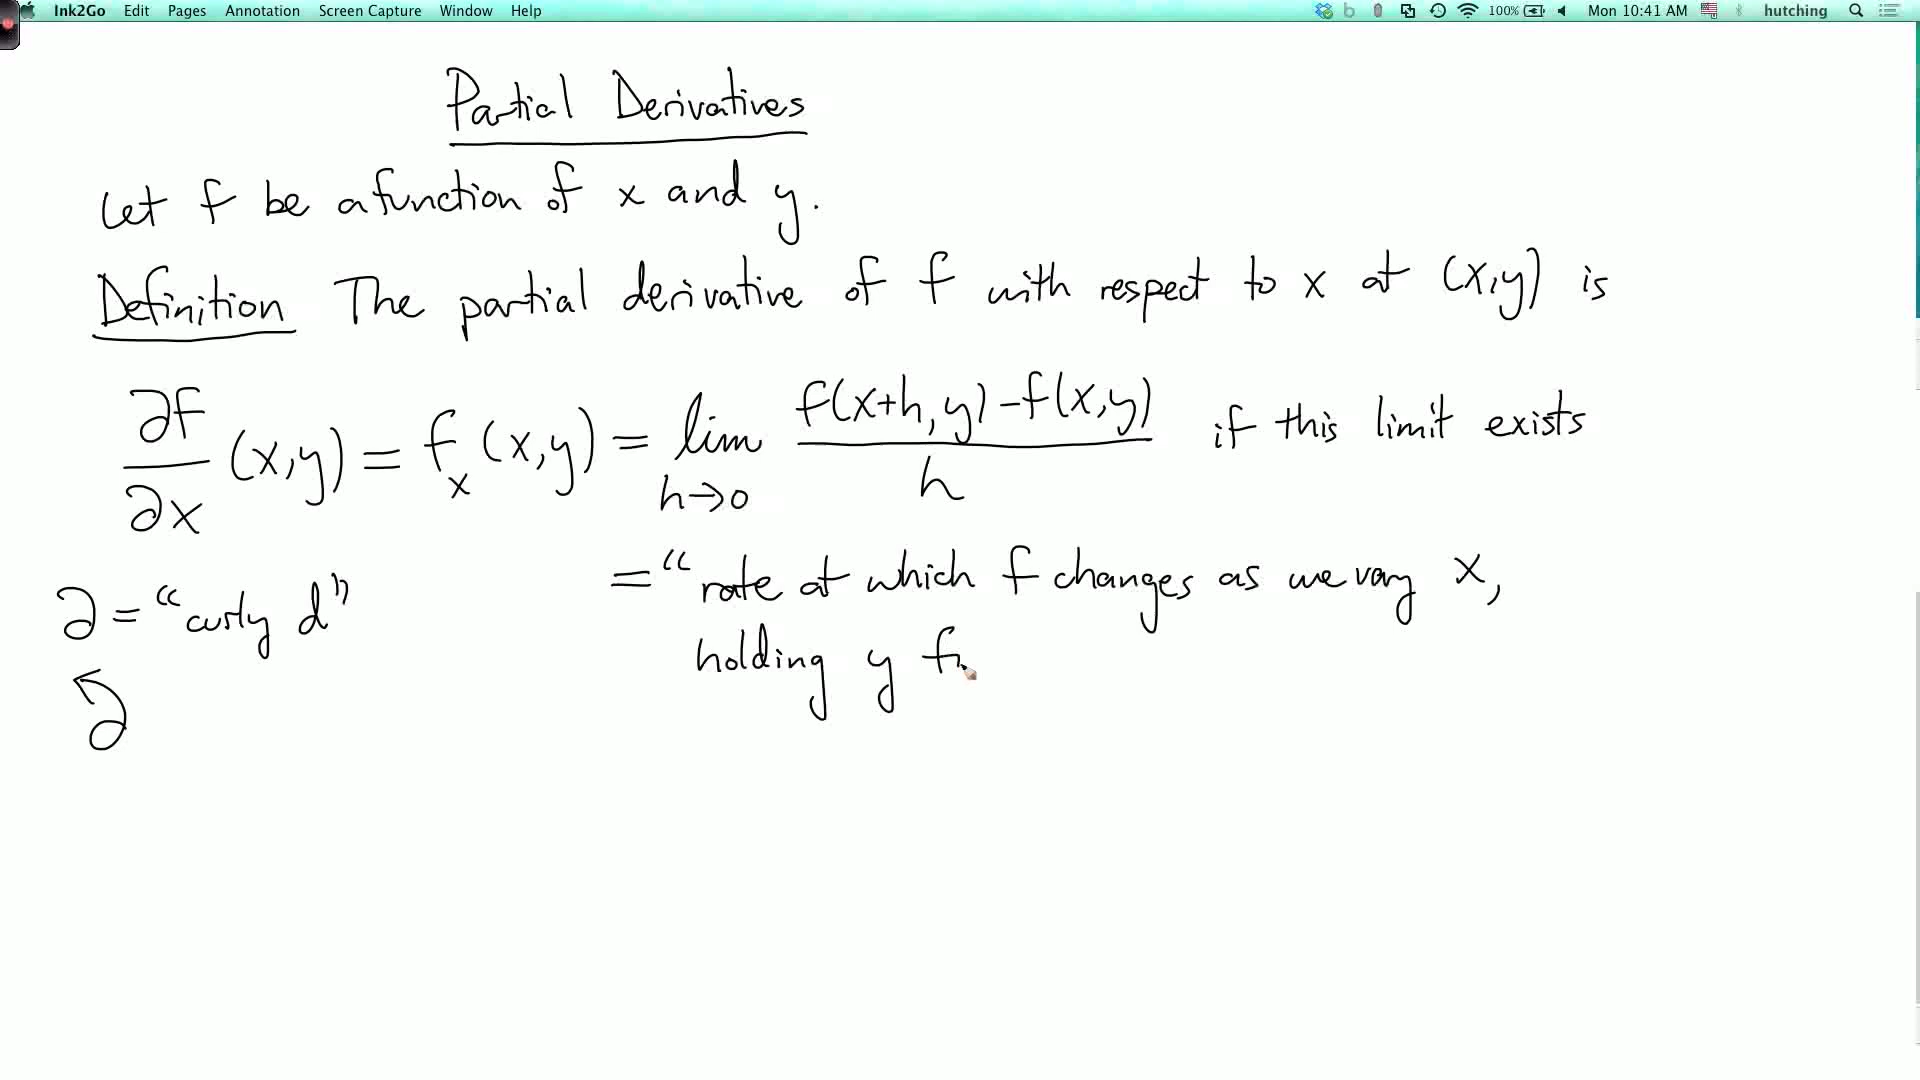 Ink2Go Edit Pages Annotation Screen Capture Window Help 100% Mon 10:41 AM hutching
Partial Derivatives
Let f be a function of x and y.
Definition The partial derivative of f with respect to x at (x,y) is
∂f/∂x (x,y) = f_x (x,y) = lim h→0 f(x+h,y)-f(x,y) / h if this limit exists
= "rate at which f changes as we vary x,
holding y fi
∂ = "curly d"
∂